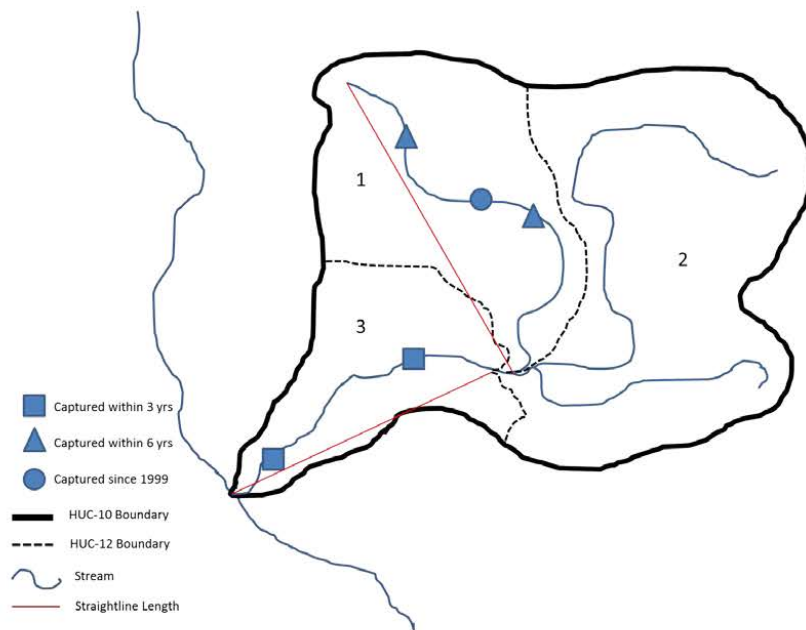 1
2
3
Captured within 3 yrs
Captured within 6 yrs
Captured since 1999
HUC-10 Boundary
HUC-12 Boundary
Stream
Straightline Length